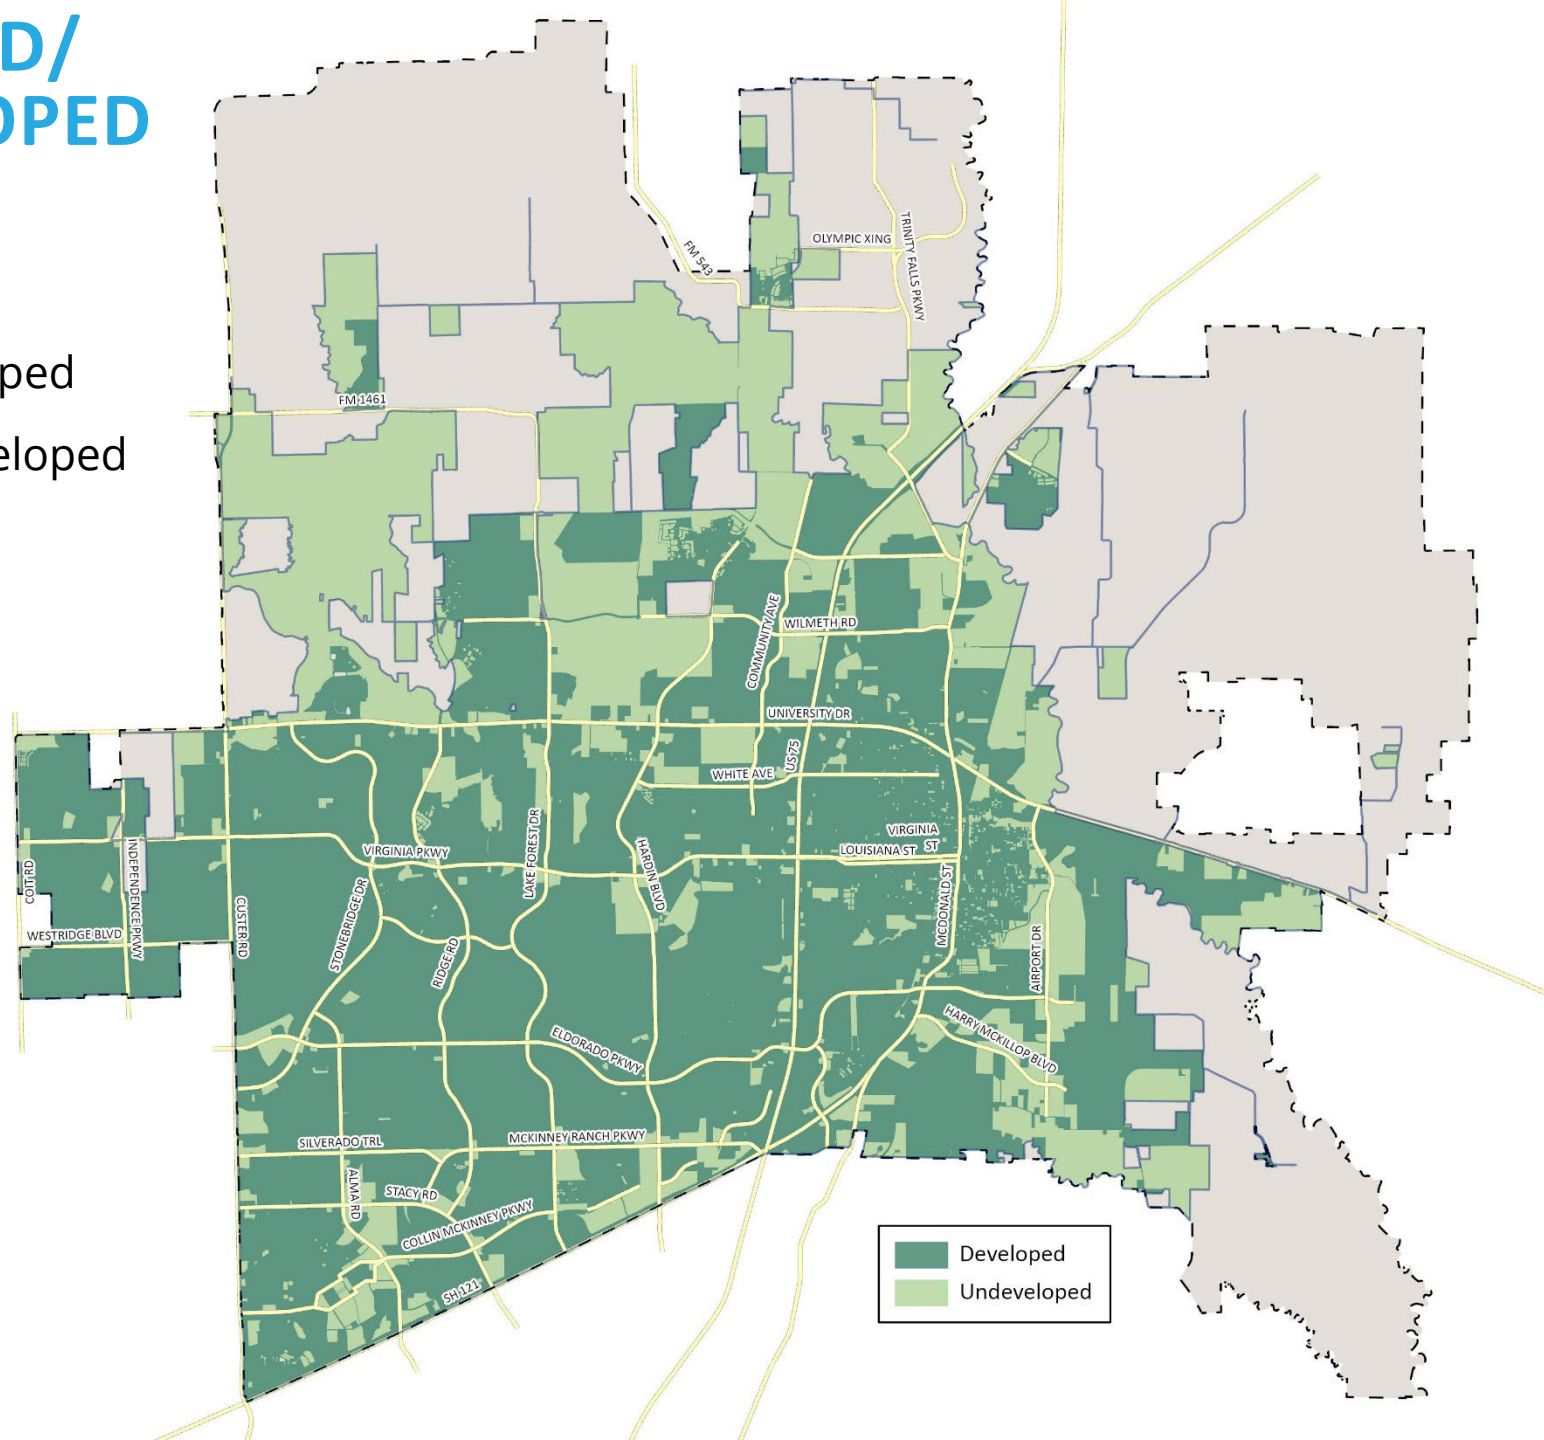 D/
OPED
ped
eloped
FM 543
OLYMPIC XING
TRINITY FALLS PKWY
FM 1461
COMMUNITY AVE
WILMETH RD
UNIVERSITY DR
US 75
WHITE AVE
LAKE FOREST DR
VIRGINIA
ST
LOUISIANA ST
VIRGINIA PKWY
HARDIN BLVD
COIT RD
INDEPENDENCE PKWY
CUSTER RD
STONEBRIDGE DR
RIDGE RD
MCDONALD ST
AIRPORT DR
WESTRIDGE BLVD
ELDORADO PKWY
HARRY MCKILLOP BLVD
SILVERADO TRL
MCKINNEY RANCH PKWY
ALMA RD
STACY RD
COLLIN MCKINNEY PKWY
SH 121
Developed
Undeveloped